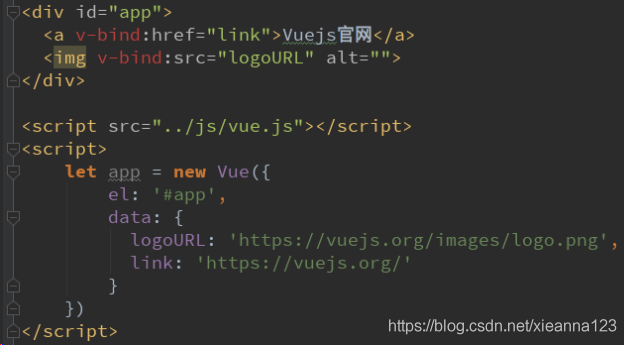 <div id="app">
  <a v-bind:href="link">Vuejs官网</a>
  <img v-bind:src="logoURL" alt="">
</div>

<script src="../js/vue.js"></script>
<script>
    let app = new Vue({
        el: '#app',
        data: {
          logoURL: 'https://vuejs.org/images/logo.png',
          link: 'https://vuejs.org/'
        }
    })
</script>
https://blog.csdn.net/xieanna123